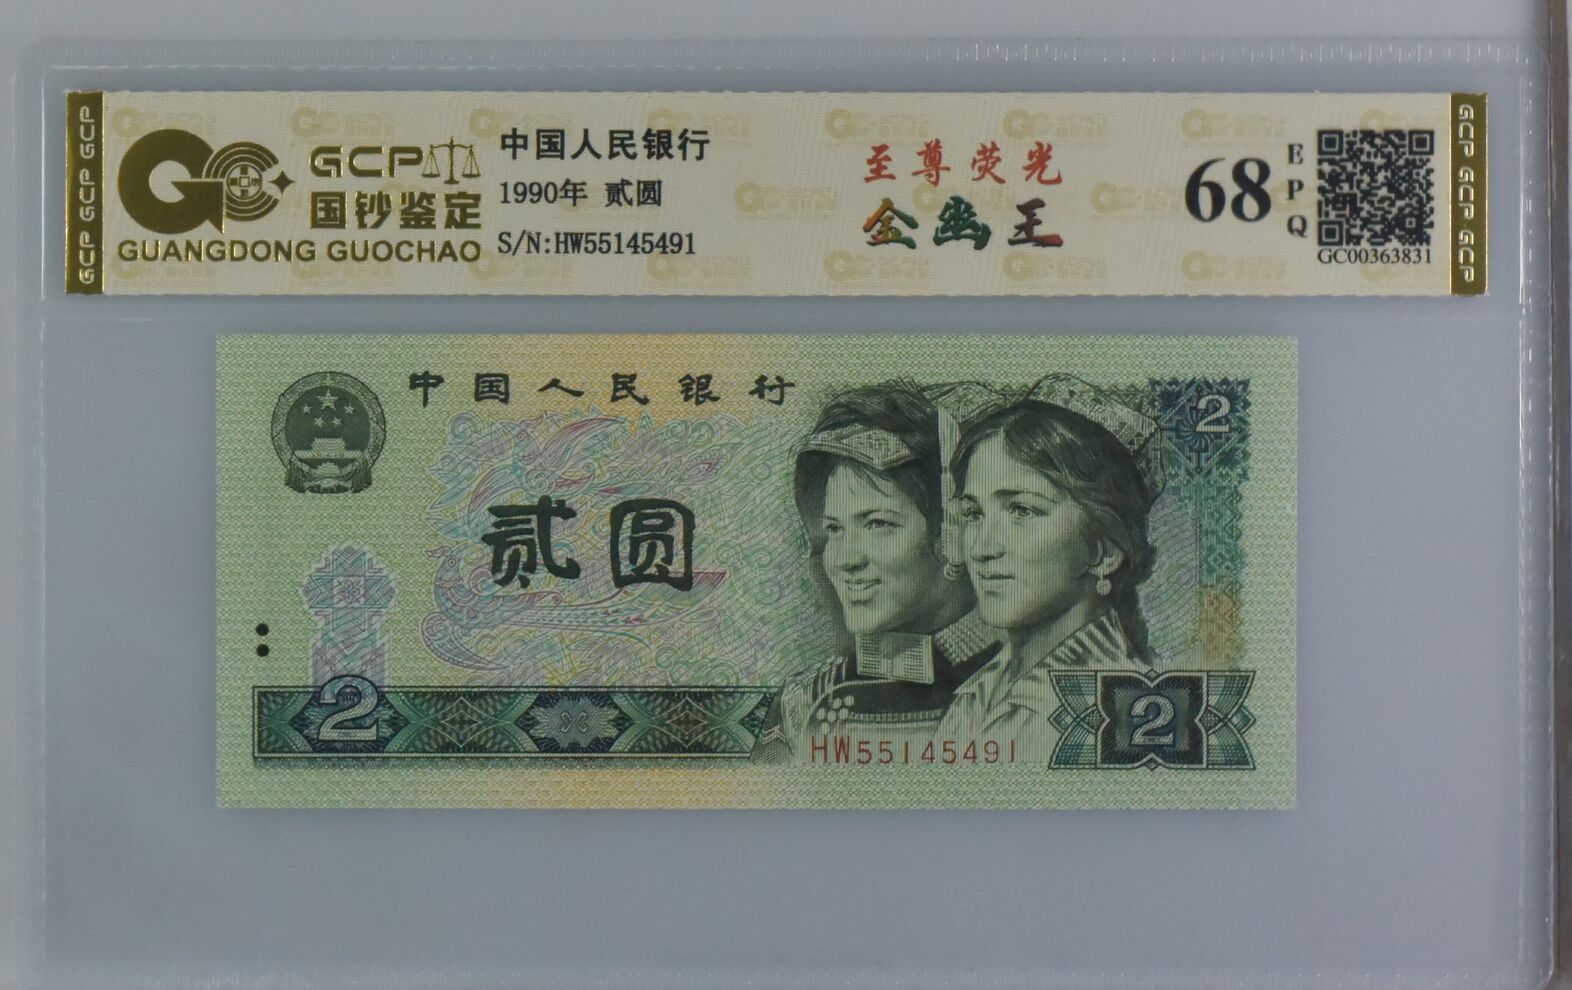 GCP GCP GCP
GCP
国钞鉴定
GUANGDONG GUOCHAO
中国人民银行
1990年 贰圆
S/N:HW55145491
至尊荧光
金幽王
68
EPQ
GC00363831
GCP GCP GCP
中国人民银行
2
贰圆
2
HW55145491
2